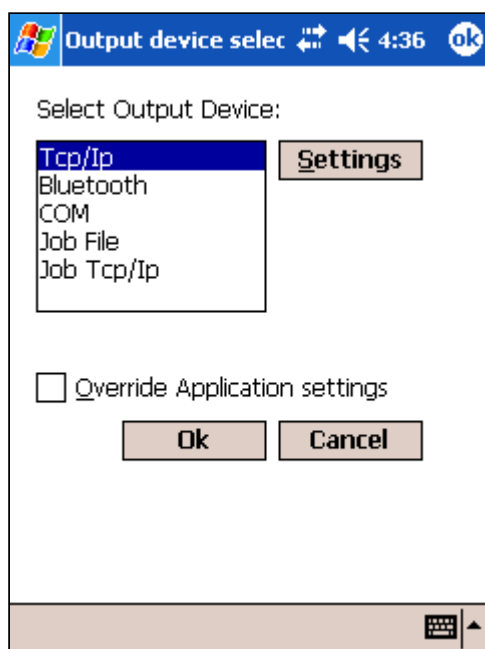 Output device selec 4:36 ok
Select Output Device:
Tcp/Ip
Settings
Bluetooth
COM
Job File
Job Tcp/Ip
Override Application settings
Ok Cancel